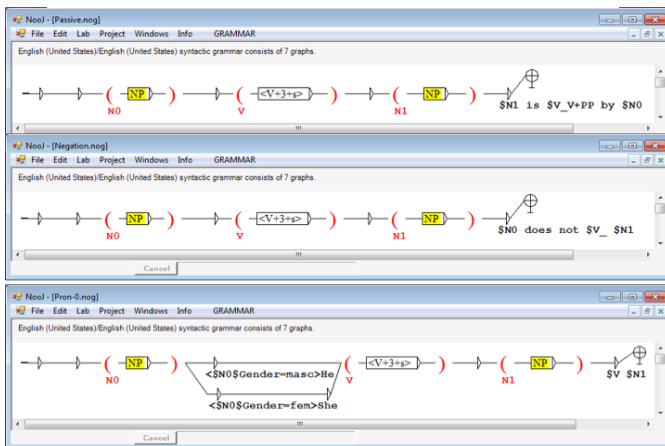 NooJ - [Passive.nog]
File Edit Lab Project Windows Info GRAMMAR
English (United States)/English (United States) syntactic grammar consists of 7 graphs.
( NP ) ( <V+3+s> ) ( NP )
N0 V N1 $N1 is $V_V+PP by $N0
NooJ - [Negation.nog]
File Edit Lab Project Windows Info GRAMMAR
English (United States)/English (United States) syntactic grammar consists of 7 graphs.
( NP ) ( <V+3+s> ) ( NP )
N0 V N1 $N0 does not $V_ $N1
Cancel
NooJ - [Pron-0.nog]
File Edit Lab Project Windows Info GRAMMAR
English (United States)/English (United States) syntactic grammar consists of 7 graphs.
( NP ) ( <V+3+s> ) ( NP )
N0 <$N0$Gender=masc>He V N1 $V $N1
<$N0$Gender=fem>She
Cancel